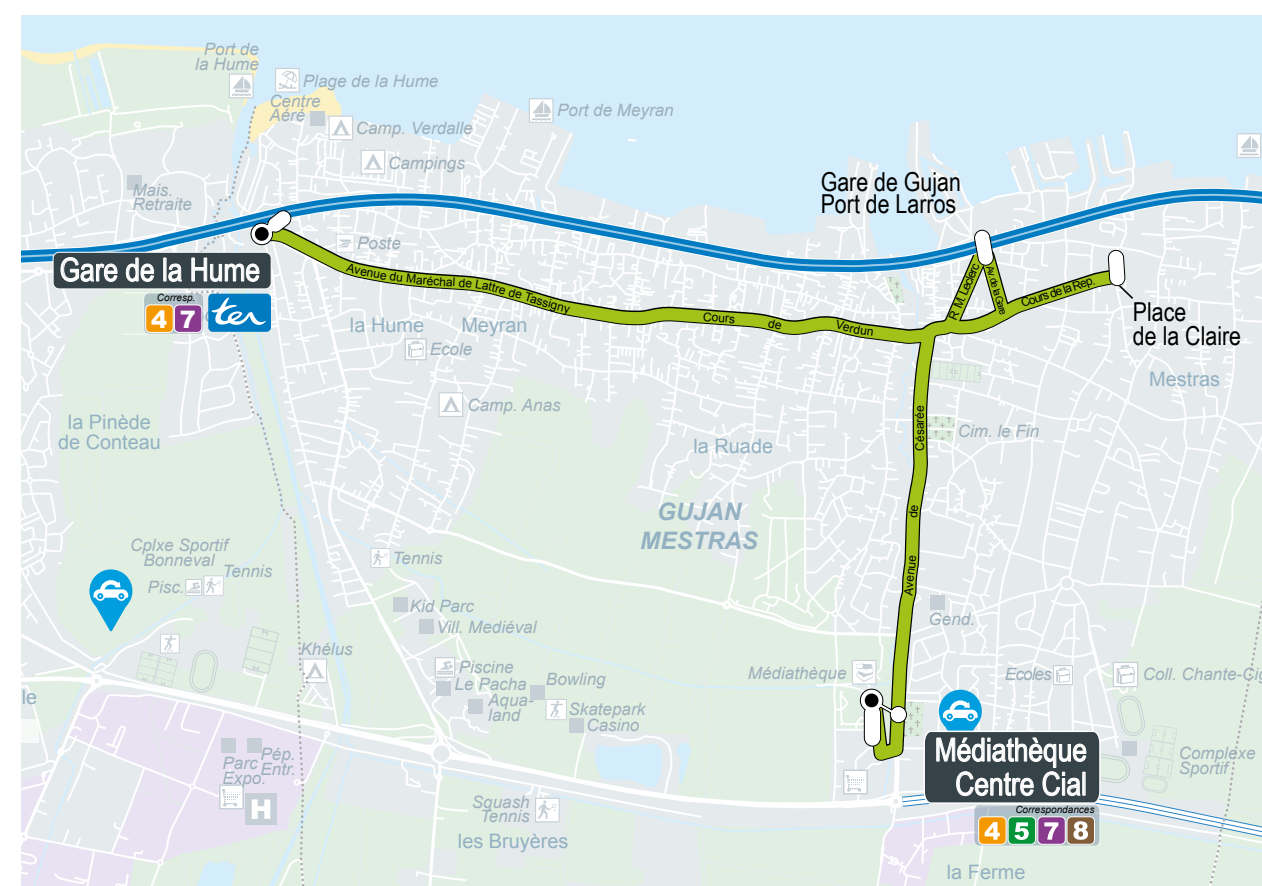 Port de
la Hume
Plage de la Hume
Centre
Aéré
Camp. Verdalle
Port de Meyran
Campings
Mais.
Retraite
Gare de Gujan
Port de Larros
Poste
Gare de la Hume
Corresp.
4 7 ter
Avenue du Maréchal de Lattre de Tassigny
Cours de Verdun
R M. Leclerc
Av de la Gare
Cours de la Rep.
Place
de la Claire
la Hume
Meyran
Ecole
Mestras
Camp. Anas
la Pinède
de Conteau
Cim. le Fin
la Ruade
Avenue de Césarée
GUJAN
MESTRAS
Cplxe Sportif
Bonneval
Tennis
Pisc.
Tennis
Kid Parc
Vill. Mediéval
Gend.
Khélus
Piscine
Le Pacha
Aqua-
land
Bowling
Skatepark
Casino
Médiathèque
Ecoles
Coll. Chante-Cig
le
Parc
Expo.
Pép.
Entr.
H
Médiathèque
Centre Cial
Correspondances
4 5 7 8
Complexe
Sportif
Squash
Tennis
les Bruyères
la Ferme